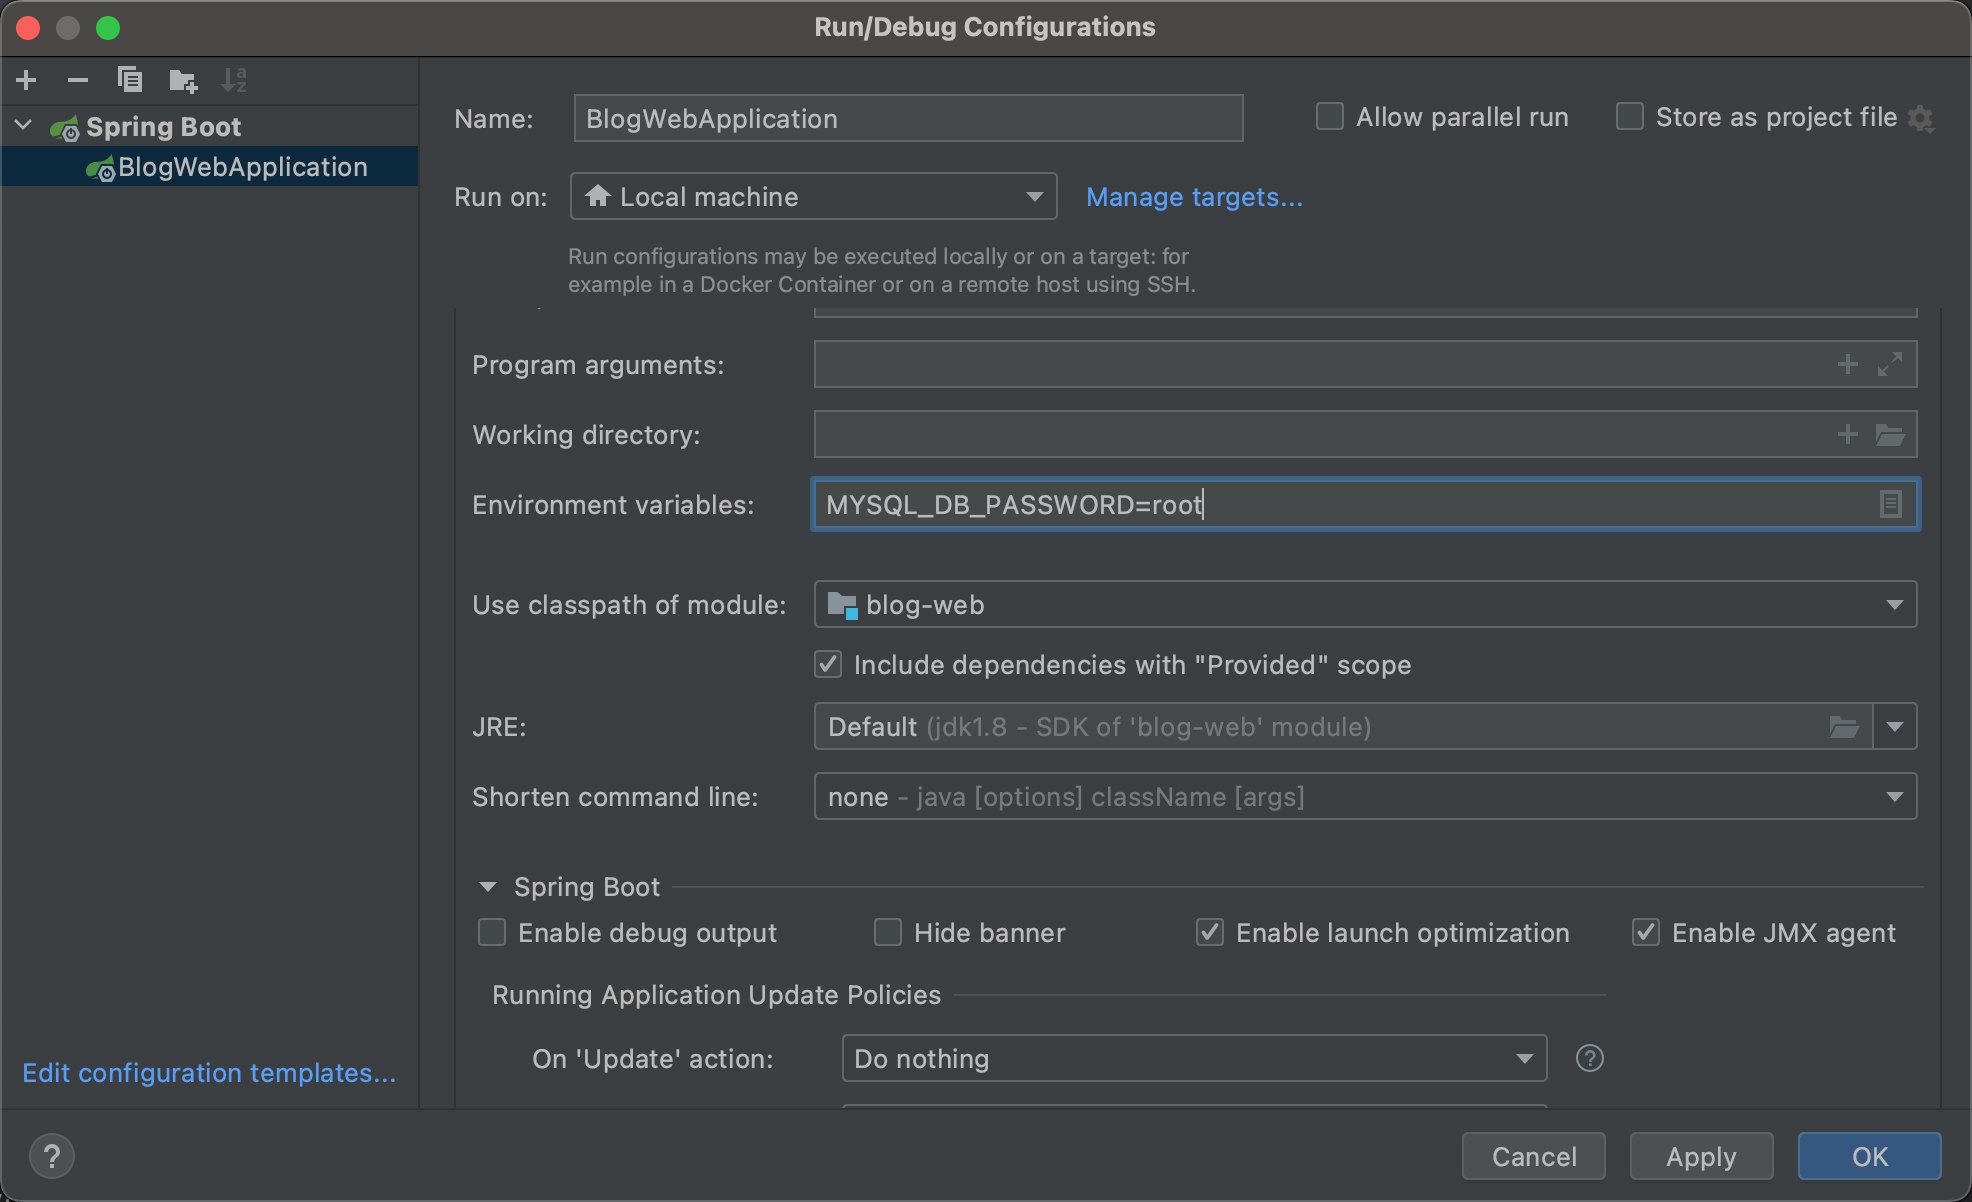 Run/Debug Configurations
Spring Boot
BlogWebApplication
Name: BlogWebApplication
Allow parallel run
Store as project file
Run on: Local machine
Manage targets...
Run configurations may be executed locally or on a target: for
example in a Docker Container or on a remote host using SSH.
Program arguments:
Working directory:
Environment variables: MYSQL_DB_PASSWORD=root
Use classpath of module: blog-web
Include dependencies with "Provided" scope
JRE: Default (jdk1.8 - SDK of 'blog-web' module)
Shorten command line: none - java [options] className [args]
Spring Boot
Enable debug output
Hide banner
Enable launch optimization
Enable JMX agent
Running Application Update Policies
On 'Update' action: Do nothing
Edit configuration templates...
Cancel
Apply
OK